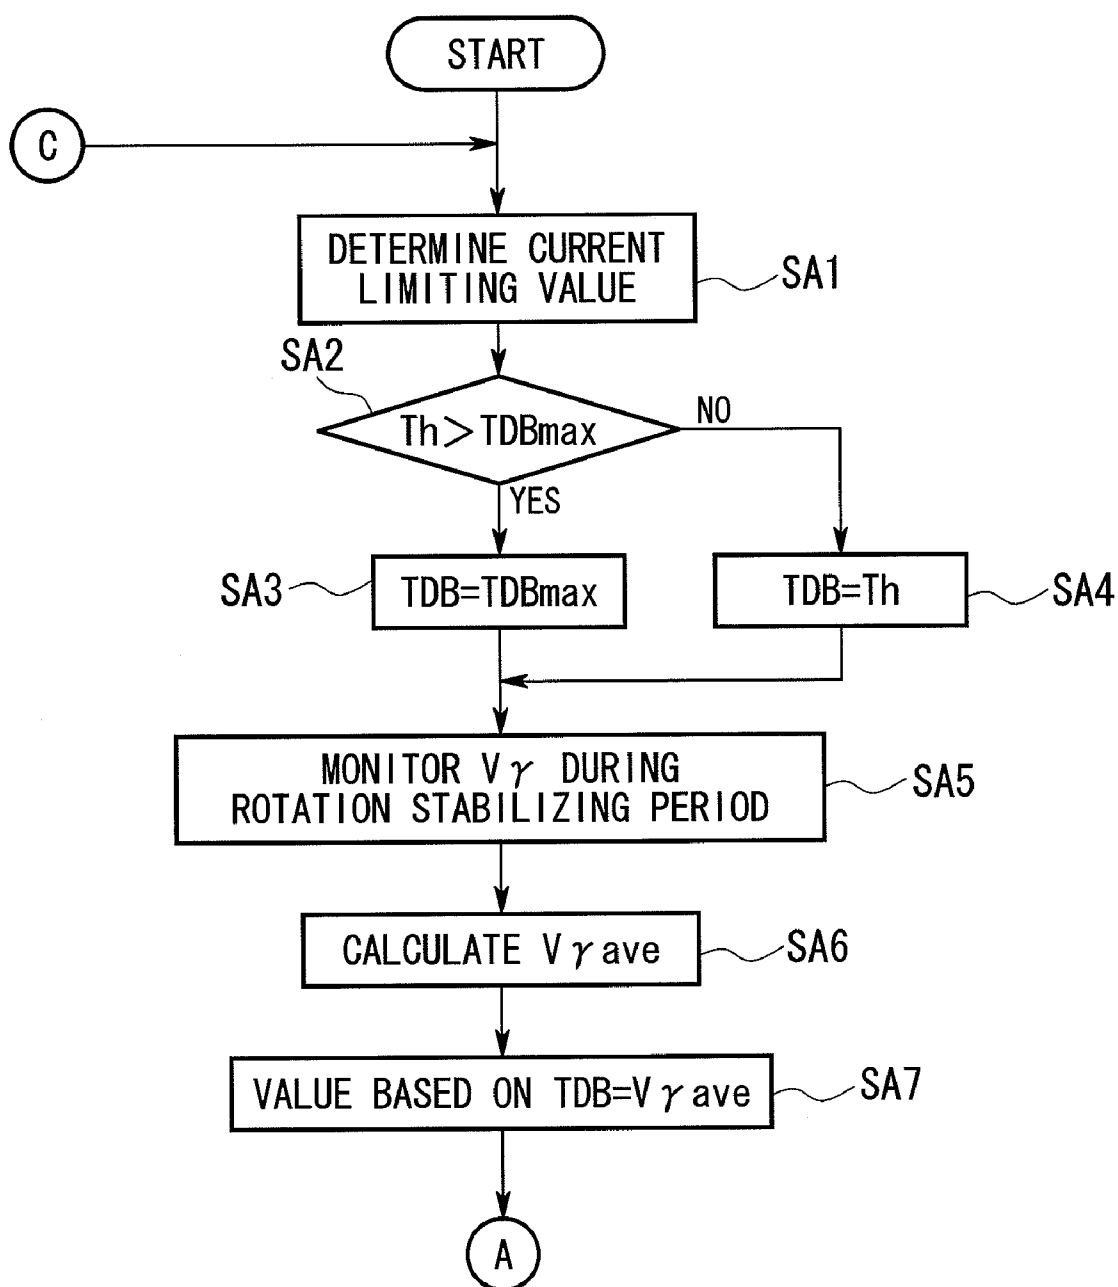 START
C
DETERMINE CURRENT
LIMITING VALUE
SA1
SA2
Th>TDBmax
NO
YES
SA3
TDB=TDBmax
TDB=Th
SA4
MONITOR Vγ DURING
ROTATION STABILIZING PERIOD
SA5
CALCULATE Vγave
SA6
VALUE BASED ON TDB=Vγave
SA7
A